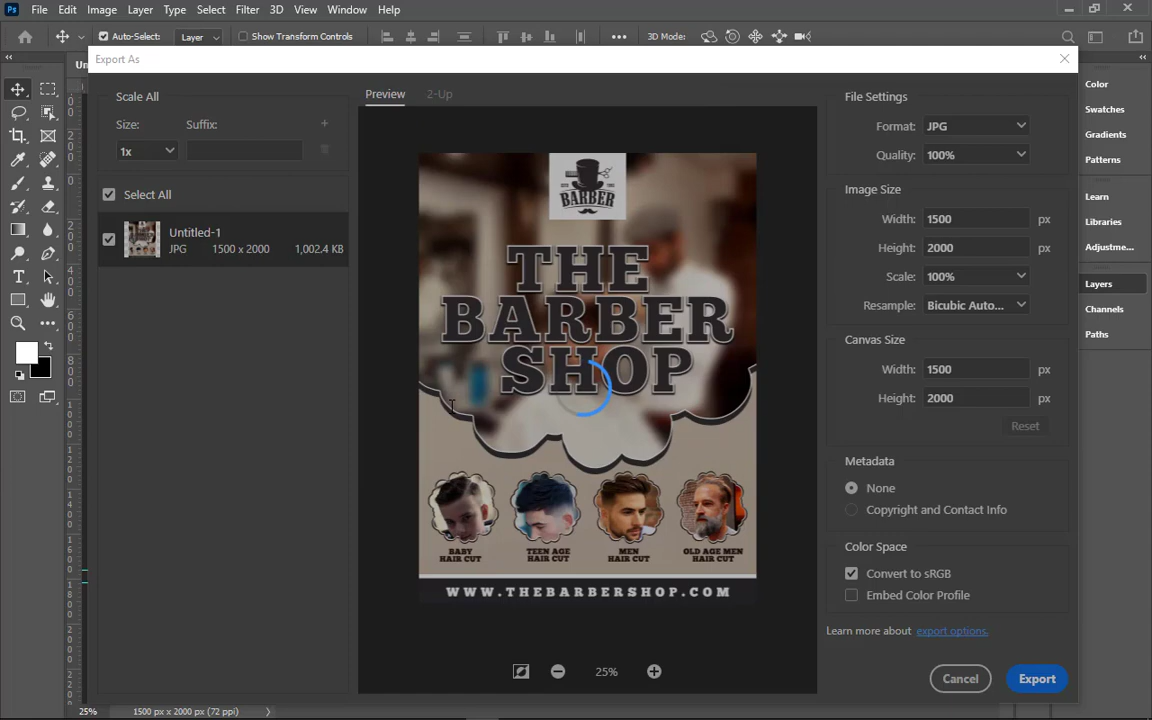 Ps File Edit Image Layer Type Select Filter 3D View Window Help
Auto-Select: Layer Show Transform Controls 3D Mode:
Export As
Scale All
Size: Suffix:
1x
Select All
Untitled-1
JPG 1500 x 2000 1,002.4 KB
Preview 2-Up
BARBER
THE
BARBER
SHOP
BABY
HAIR CUT
TEEN AGE
HAIR CUT
MEN
HAIR CUT
OLD AGE MEN
HAIR CUT
WWW.THEBARBERSHOP.COM
25%
File Settings
Format: JPG
Quality: 100%
Image Size
Width: 1500 px
Height: 2000 px
Scale: 100%
Resample: Bicubic Auto...
Canvas Size
Width: 1500 px
Height: 2000 px
Reset
Metadata
None
Copyright and Contact Info
Color Space
Convert to sRGB
Embed Color Profile
Learn more about export options.
Cancel Export
Color
Swatches
Gradients
Patterns
Learn
Libraries
Adjustme...
Layers
Channels
Paths
25% 1500 px x 2000 px (72 ppi)